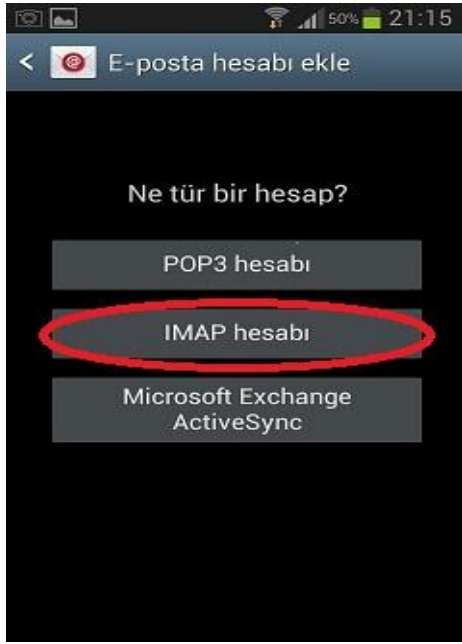 50% 21:15
< @ E-posta hesabı ekle
Ne tür bir hesap?
POP3 hesabı
IMAP hesabı
Microsoft Exchange
ActiveSync